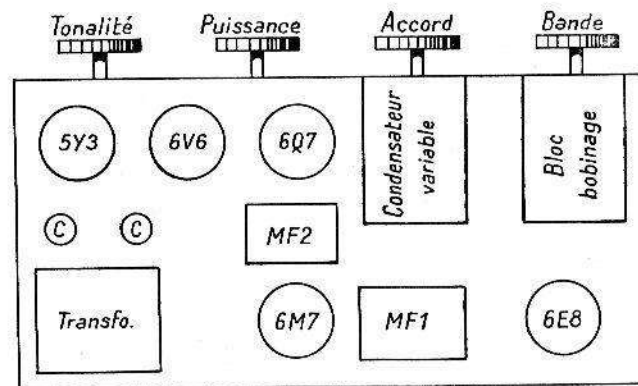 Tonalité
Puissance
Accord
Bande
5Y3
6V6
6Q7
Condensateur
variable
Bloc
bobinage
C
C
MF2
Transfo.
6M7
MF1
6E8